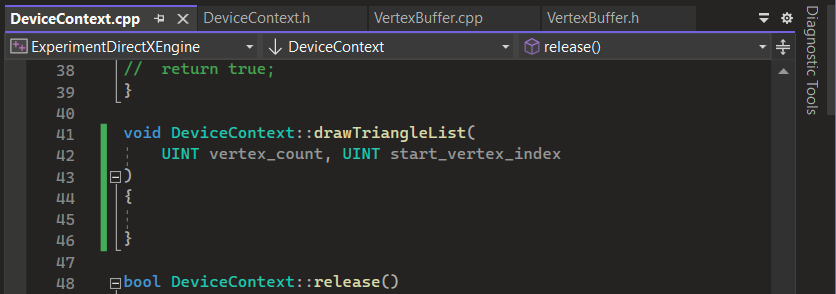 DeviceContext.cpp DeviceContext.h VertexBuffer.cpp VertexBuffer.h
ExperimentDirectXEngine DeviceContext release()
38 // return true;
39 }
40
41 void DeviceContext::drawTriangleList(
42 UINT vertex_count, UINT start_vertex_index
43 )
44 {
45
46 }
47
48 bool DeviceContext::release()
Diagnostic Tools